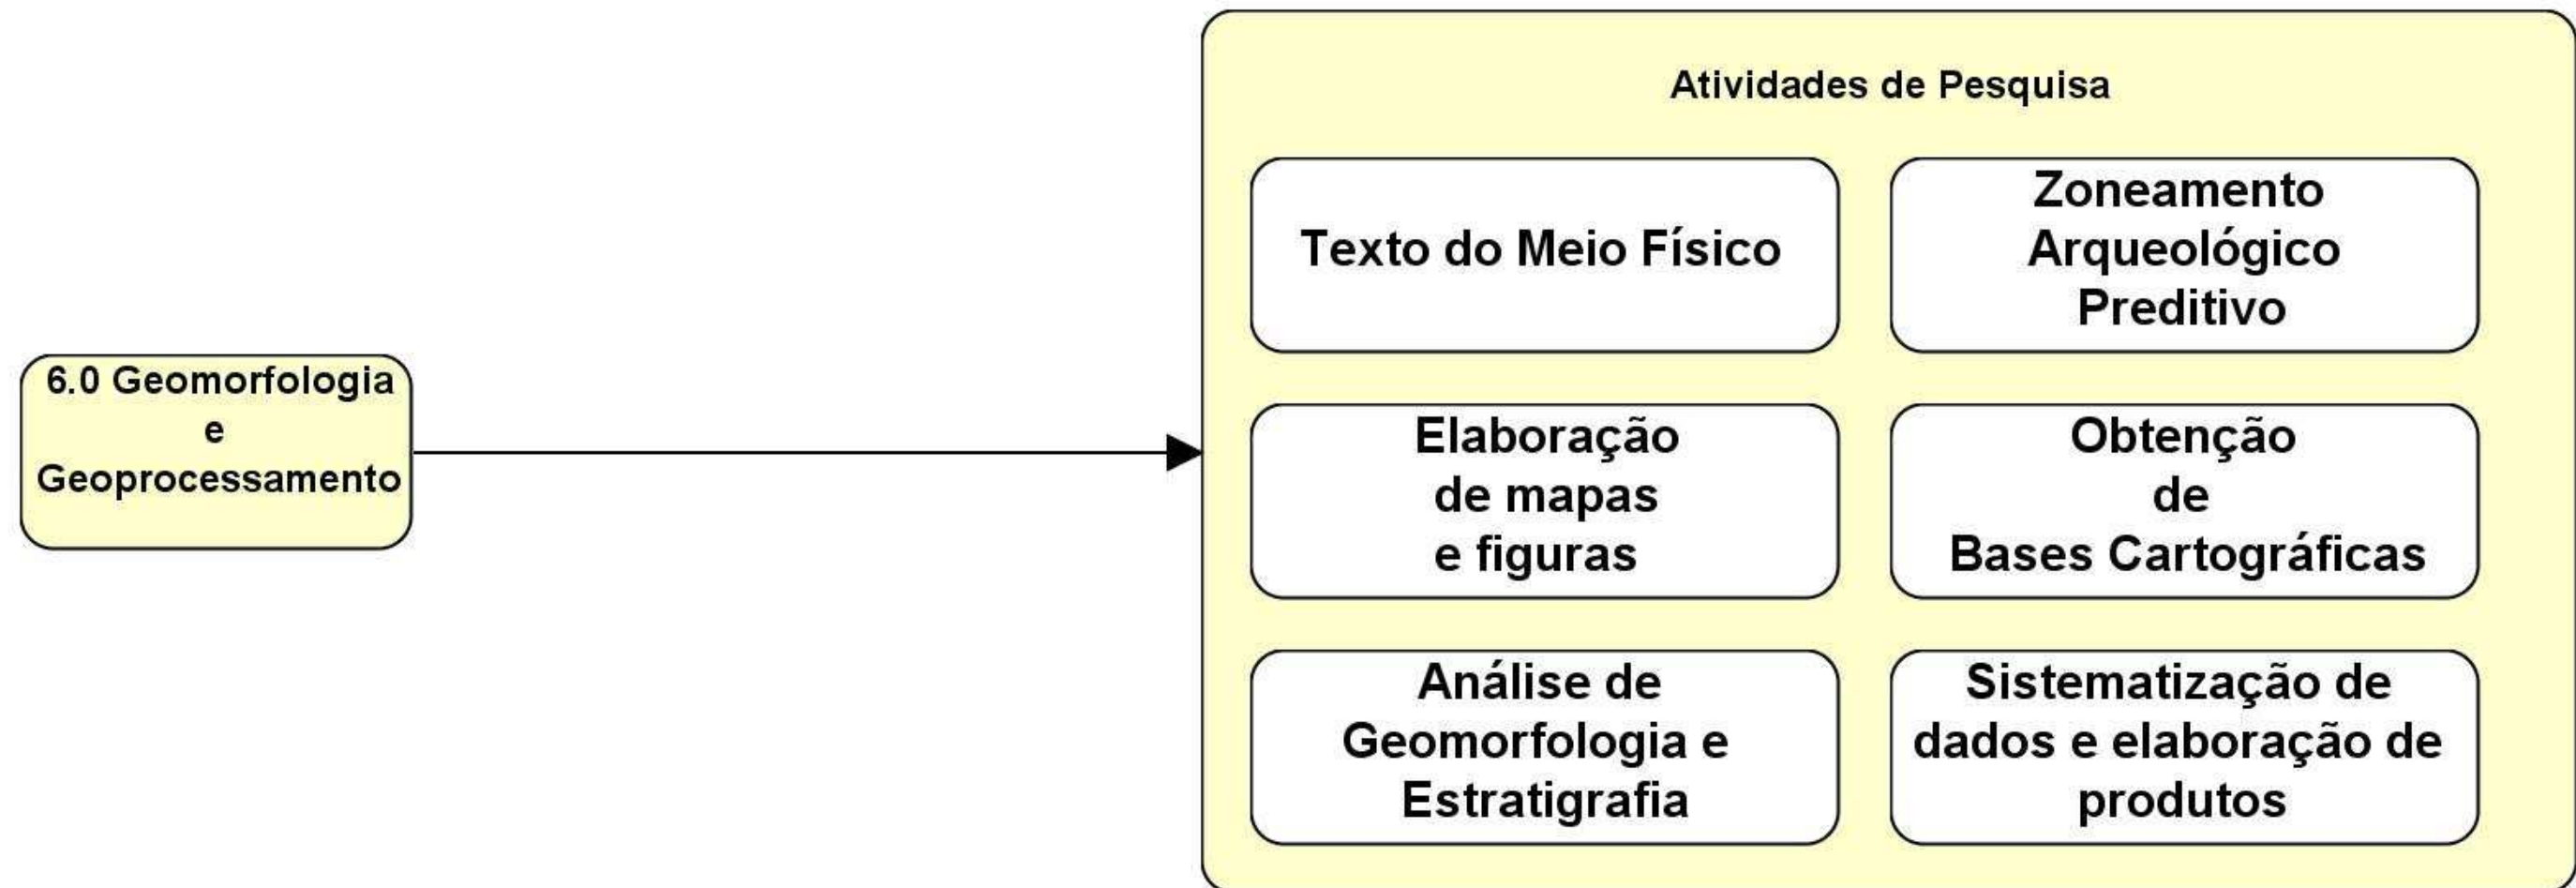 6.0 Geomorfologia
e
Geoprocessamento
Atividades de Pesquisa
Texto do Meio Físico
Zoneamento
Arqueológico
Preditivo
Elaboração
de mapas
e figuras
Obtenção
de
Bases Cartográficas
Análise de
Geomorfologia e
Estratigrafia
Sistematização de
dados e elaboração de
produtos